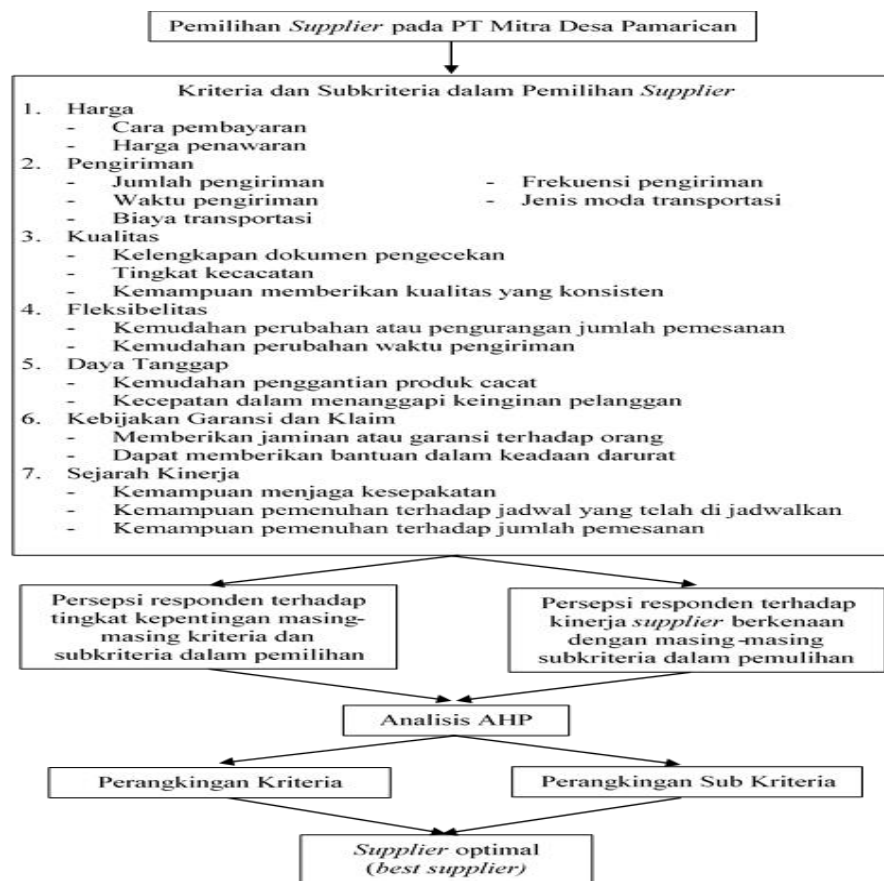 Pemilihan Supplier pada PT Mitra Desa Pamarican
Kriteria dan Subkriteria dalam Pemilihan Supplier
1. Harga
- Cara pembayaran
- Harga penawaran
2. Pengiriman
- Jumlah pengiriman - Frekuensi pengiriman
- Waktu pengiriman - Jenis moda transportasi
- Biaya transportasi
3. Kualitas
- Kelengkapan dokumen pengecekan
- Tingkat kecacatan
- Kemampuan memberikan kualitas yang konsisten
4. Fleksibelitas
- Kemudahan perubahan atau pengurangan jumlah pemesanan
- Kemudahan perubahan waktu pengiriman
5. Daya Tanggap
- Kemudahan penggantian produk cacat
- Kecepatan dalam menanggapi keinginan pelanggan
6. Kebijakan Garansi dan Klaim
- Memberikan jaminan atau garansi terhadap orang
- Dapat memberikan bantuan dalam keadaan darurat
7. Sejarah Kinerja
- Kemampuan menjaga kesepakatan
- Kemampuan pemenuhan terhadap jadwal yang telah di jadwalkan
- Kemampuan pemenuhan terhadap jumlah pemesanan
Persepsi responden terhadap
tingkat kepentingan masing-
masing kriteria dan
subkriteria dalam pemilihan
Persepsi responden terhadap
kinerja supplier berkenaan
dengan masing-masing
subkriteria dalam pemulihan
Analisis AHP
Perangkingan Kriteria
Perangkingan Sub Kriteria
Supplier optimal
(best supplier)